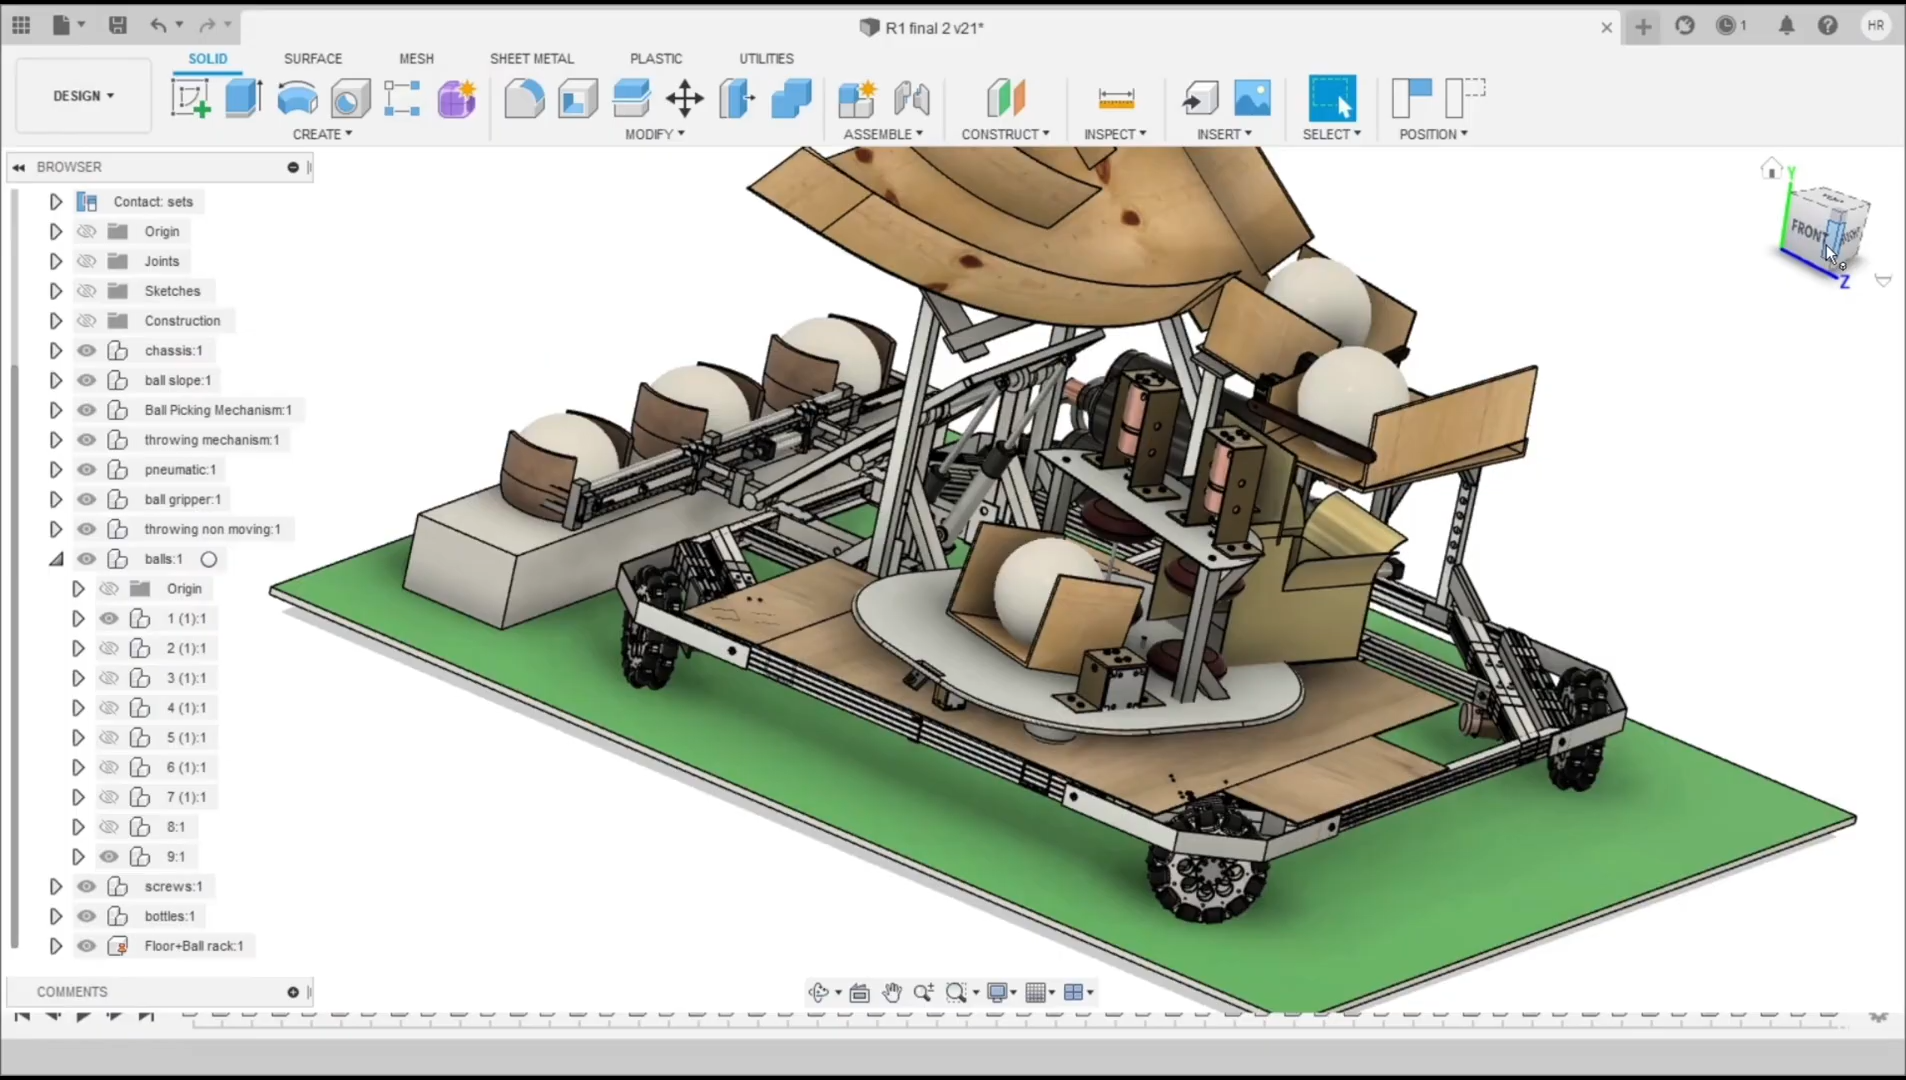 R1 final 2 v21*
1
HR
SOLID
SURFACE
MESH
SHEET METAL
PLASTIC
UTILITIES
DESIGN
CREATE
MODIFY
ASSEMBLE
CONSTRUCT
INSPECT
INSERT
SELECT
POSITION
BROWSER
Contact: sets
Origin
Joints
Sketches
Construction
chassis:1
ball slope:1
Ball Picking Mechanism:1
throwing mechanism:1
pneumatic:1
ball gripper:1
throwing non moving:1
balls:1
Origin
1 (1):1
2 (1):1
3 (1):1
4 (1):1
5 (1):1
6 (1):1
7 (1):1
8:1
9:1
screws:1
bottles:1
Floor+Ball rack:1
COMMENTS
Y
FRONT
Z